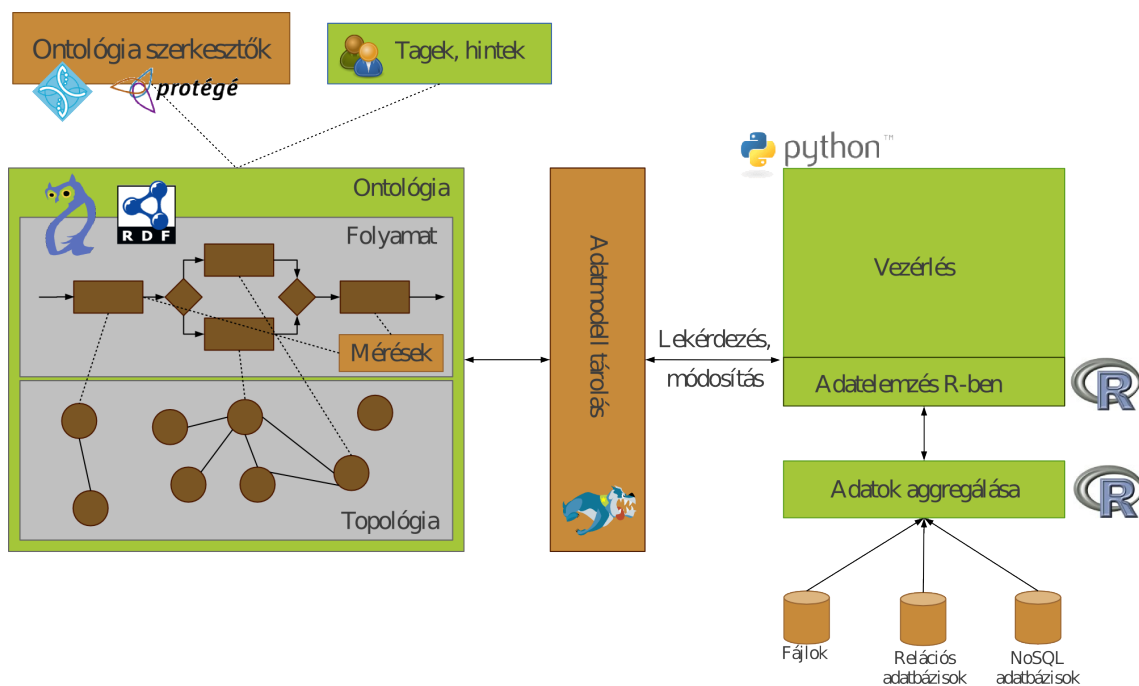 Ontológia szerkesztők
protégé
Tagek, hintek
python™
Ontológia
RDF
Folyamat
Mérések
Topológia
Adatmodell tárolás
Lekérdezés,
módosítás
Vezérlés
Adatelemzés R-ben
R
Adatok aggregálása
R
Fájlok
Relációs
adatbázisok
NoSQL
adatbázisok